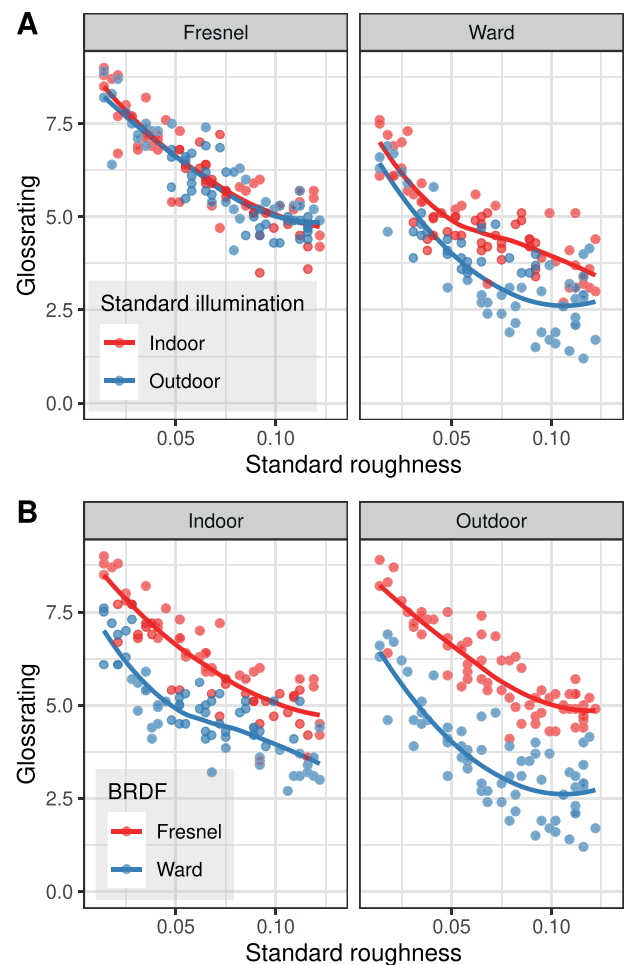 A
Fresnel
Ward
7.5
5.0
2.5
0.0
Glossrating
Standard illumination
Indoor
Outdoor
0.05
0.10
0.05
0.10
Standard roughness
B
Indoor
Outdoor
7.5
5.0
2.5
0.0
Glossrating
BRDF
Fresnel
Ward
0.05
0.10
0.05
0.10
Standard roughness